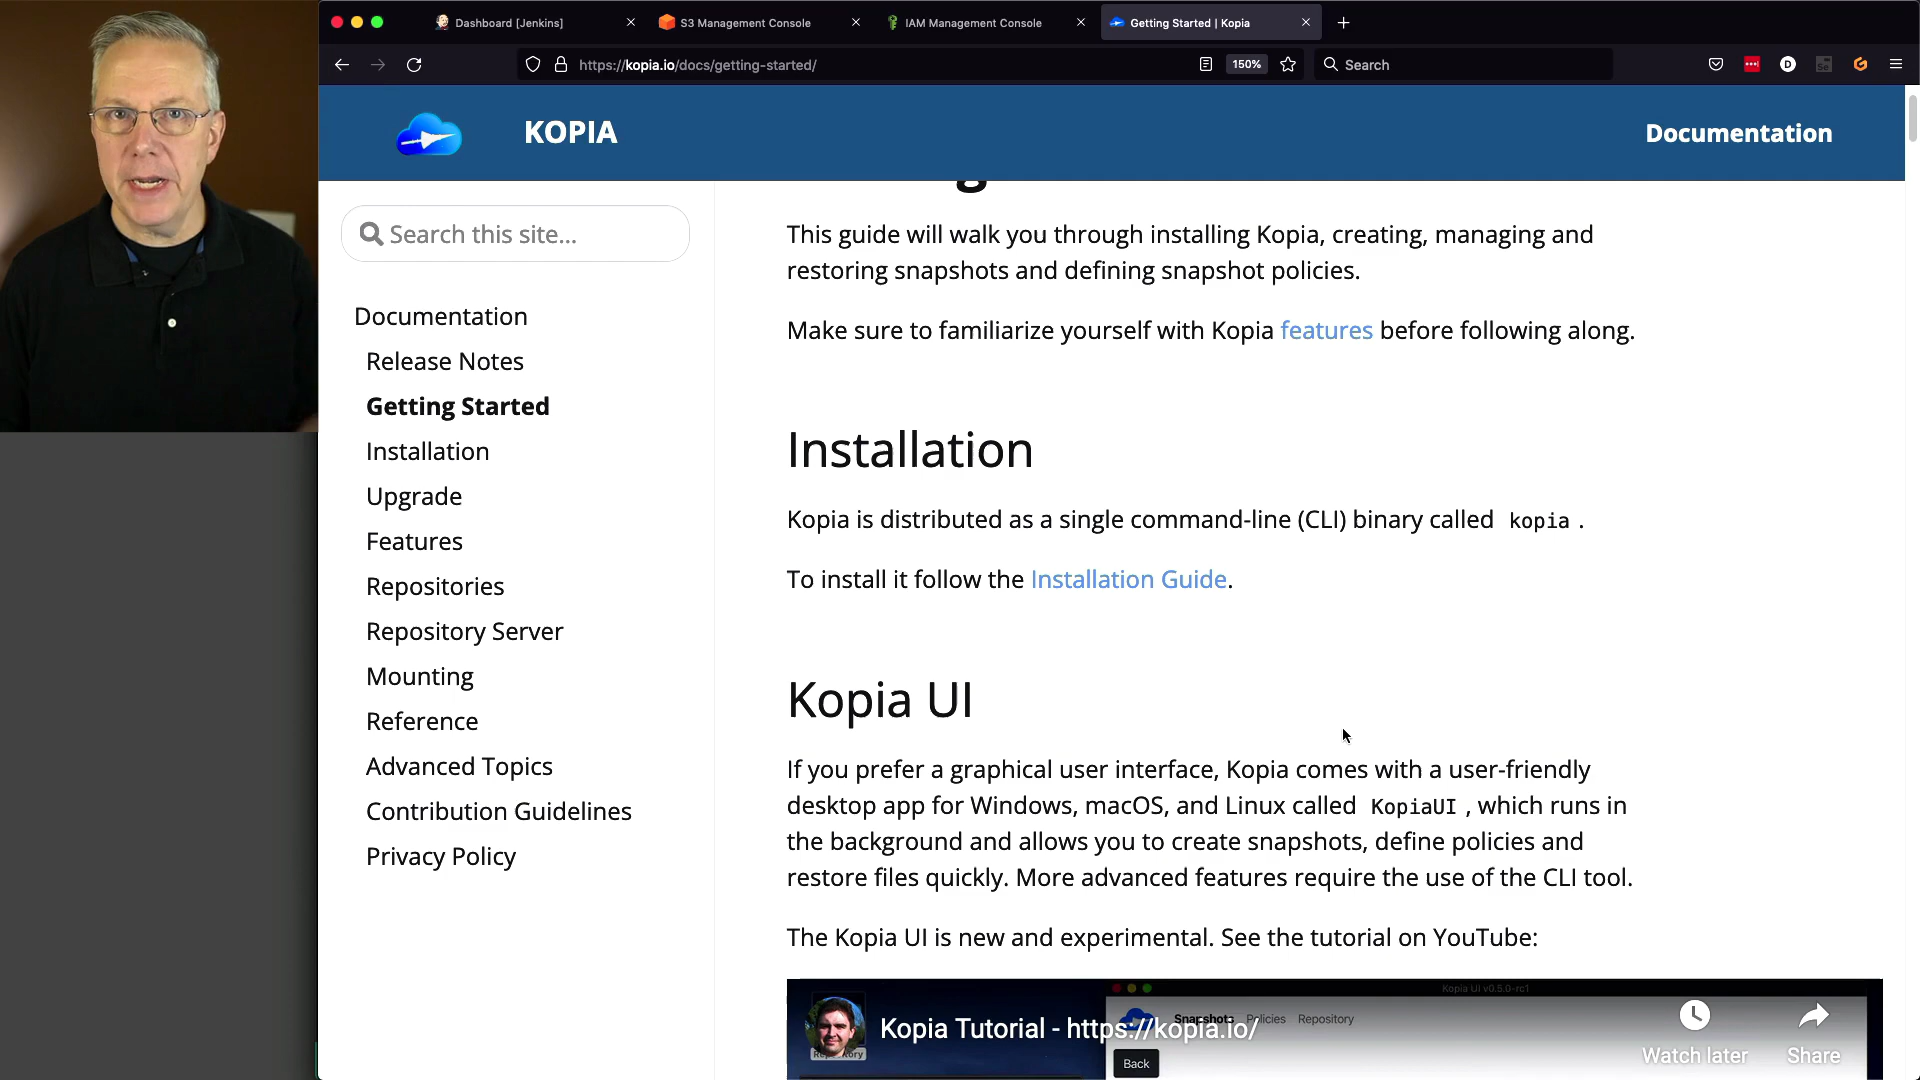 Dashboard [Jenkins]
S3 Management Console
IAM Management Console
Getting Started | Kopia
https://kopia.io/docs/getting-started/
150%
Search
KOPIA
Documentation
Search this site...
Documentation
Release Notes
Getting Started
Installation
Upgrade
Features
Repositories
Repository Server
Mounting
Reference
Advanced Topics
Contribution Guidelines
Privacy Policy
This guide will walk you through installing Kopia, creating, managing and
restoring snapshots and defining snapshot policies.
Make sure to familiarize yourself with Kopia features before following along.
Installation
Kopia is distributed as a single command-line (CLI) binary called kopia .
To install it follow the Installation Guide.
Kopia UI
If you prefer a graphical user interface, Kopia comes with a user-friendly
desktop app for Windows, macOS, and Linux called KopiaUI , which runs in
the background and allows you to create snapshots, define policies and
restore files quickly. More advanced features require the use of the CLI tool.
The Kopia UI is new and experimental. See the tutorial on YouTube:
Kopia UI v0.5.0-rc1
Snapshots Policies Repository
Kopia Tutorial - https://kopia.io/
Back
Watch later
Share